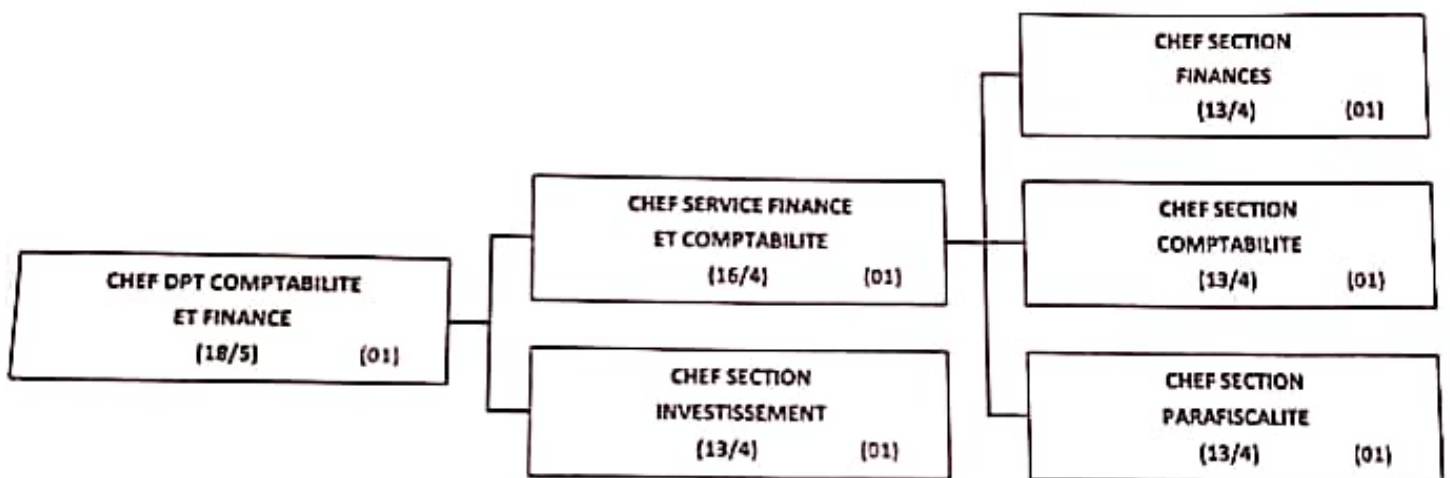 CHEF DPT COMPTABILITE
ET FINANCE
(18/5) (01)
CHEF SERVICE FINANCE
ET COMPTABILITE
(16/4) (01)
CHEF SECTION
INVESTISSEMENT
(13/4) (01)
CHEF SECTION
FINANCES
(13/4) (01)
CHEF SECTION
COMPTABILITE
(13/4) (01)
CHEF SECTION
PARAFISCALITE
(13/4) (01)